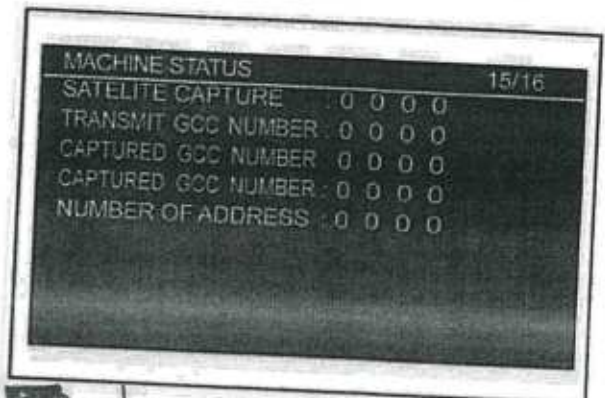 MACHINE STATUS 15/16
SATELITE CAPTURE : 0 0 0 0
TRANSMIT GCC NUMBER : 0 0 0 0
CAPTURED GCC NUMBER 0 0 0 0
CAPTURED GCC NUMBER : 0 0 0 0
NUMBER OF ADDRESS : 0 0 0 0